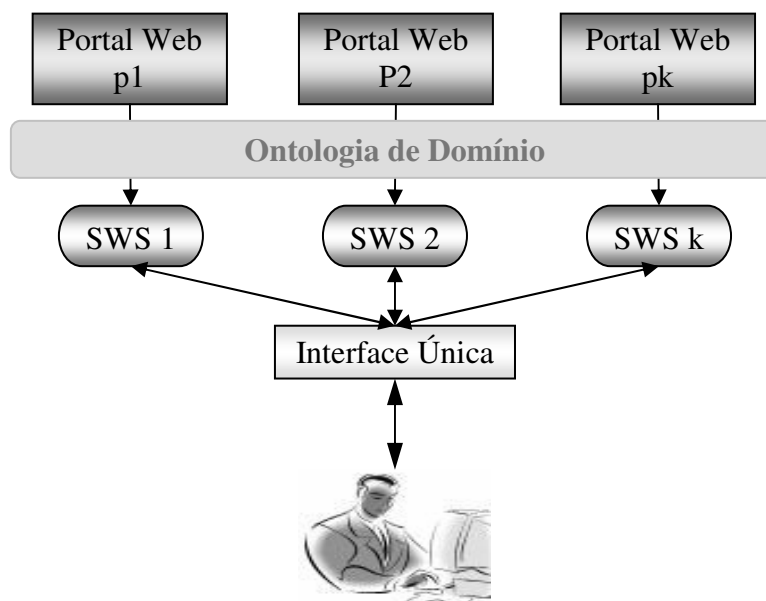 Portal Web
p1
Portal Web
P2
Portal Web
pk
Ontologia de Domínio
SWS 1
SWS 2
SWS k
Interface Única